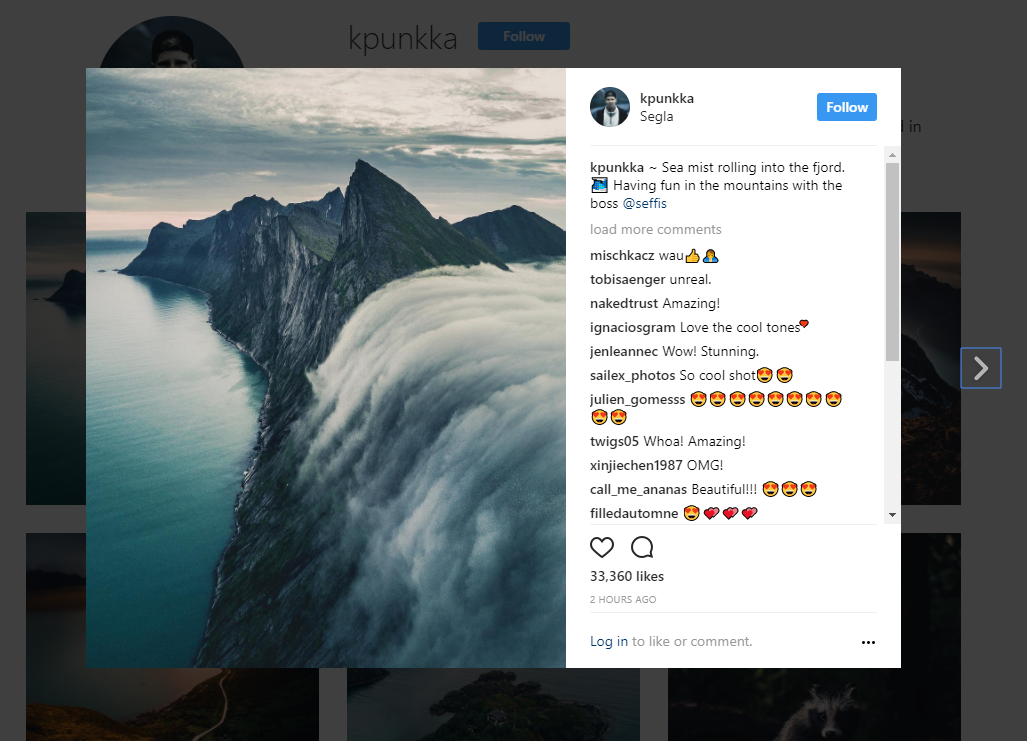 kpunkka Follow
kpunkka
Segla
Follow
in
kpunkka ~ Sea mist rolling into the fjord.
🌊 Having fun in the mountains with the
boss @seffis
load more comments
mischkacz wau👍🤦‍♀️
tobisaenger unreal.
nakedtrust Amazing!
ignaciosgram Love the cool tones❣
jenleannec Wow! Stunning.
sailex_photos So cool shot😍 😍
julien_gomesss 😍😍😍😍😍😍😍😍
😍😍
twigs05 Whoa! Amazing!
xinjiechen1987 OMG!
call_me_ananas Beautiful!!! 😍😍😍
filledautomne 😍💕💕💕
33,360 likes
2 HOURS AGO
Log in to like or comment.